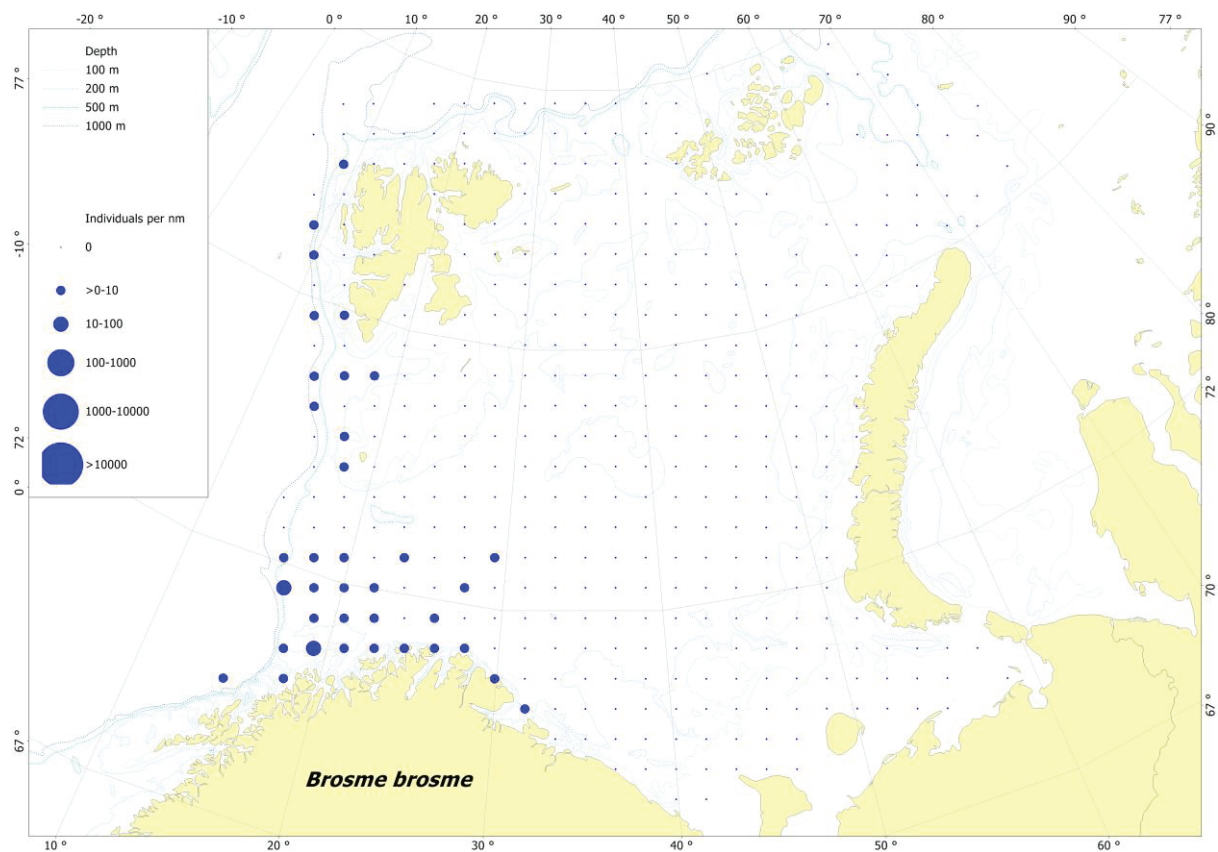 -20 ° -10 ° 0 ° 10 ° 20 ° 30 ° 40 ° 50 ° 60 ° 70 ° 80 ° 90 ° 77 °
Depth
100 m
200 m
500 m
1000 m
Individuals per nm
0
>0-10
10-100
100-1000
1000-10000
>10000
77 °
-10 °
72 °
0 °
67 °
90 °
80 °
72 °
70 °
67 °
Brosme brosme
10 ° 20 ° 30 ° 40 ° 50 ° 60 °